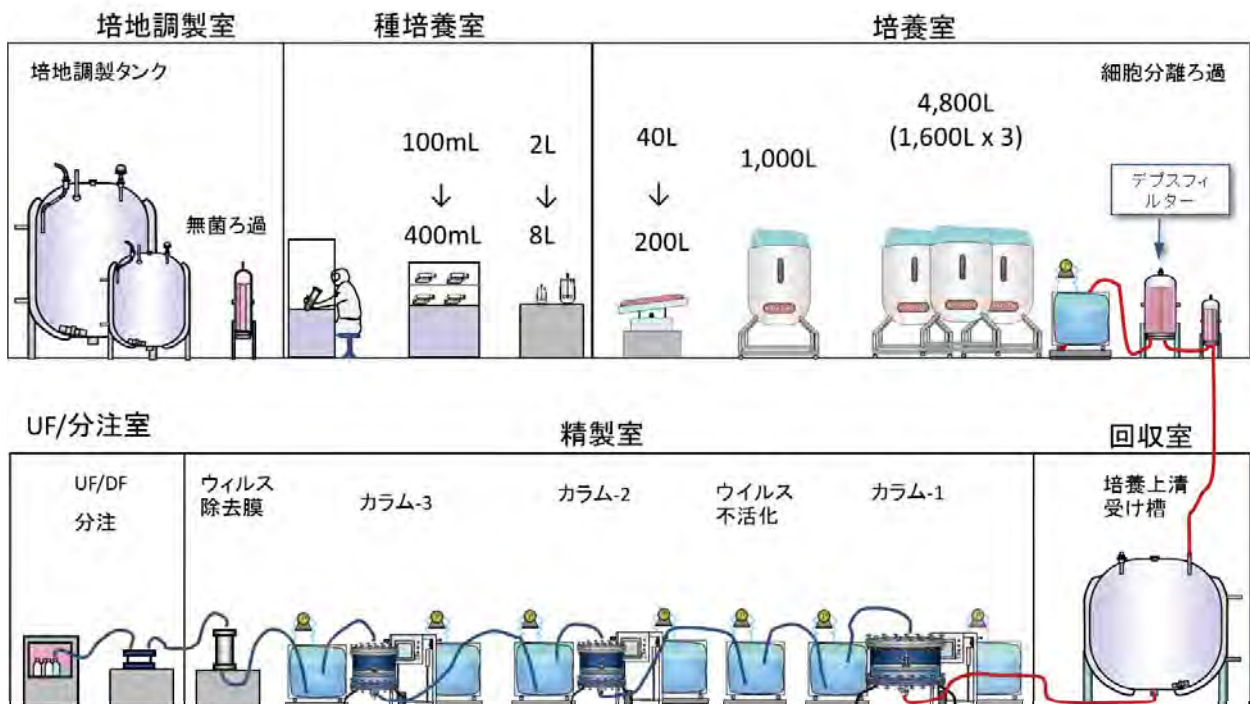 培地調製室
種培養室
培養室
培地調製タンク
無菌ろ過
100mL
↓
400mL
2L
↓
8L
40L
↓
200L
1,000L
4,800L
(1,600L x 3)
細胞分離ろ過
デプスフィ
ルター
UF/分注室
精製室
回収室
UF/DF
分注
ウィルス
除去膜
カラム-3
カラム-2
ウイルス
不活化
カラム-1
培養上清
受け槽